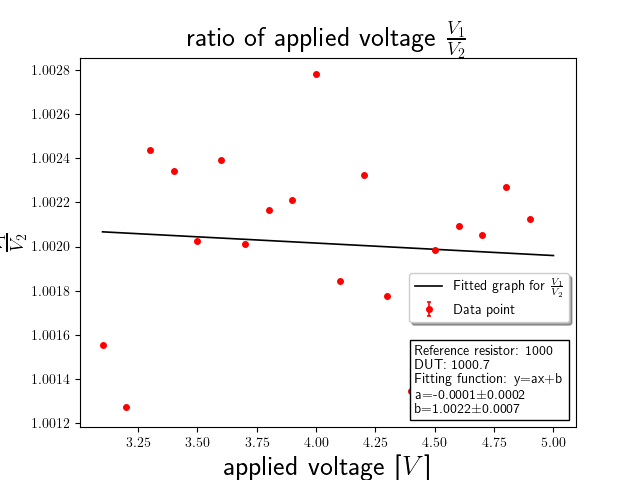 ratio of applied voltage V₁/V₂
1.0028
1.0026
1.0024
1.0022
1.0020
1.0018
1.0016
1.0014
1.0012
V₁/V₂
Fitted graph for V₁/V₂
Data point
Reference resistor: 1000
DUT: 1000.7
Fitting function: y=ax+b
a=-0.0001±0.0002
b=1.0022±0.0007
3.25 3.50 3.75 4.00 4.25 4.50 4.75 5.00
applied voltage [V]